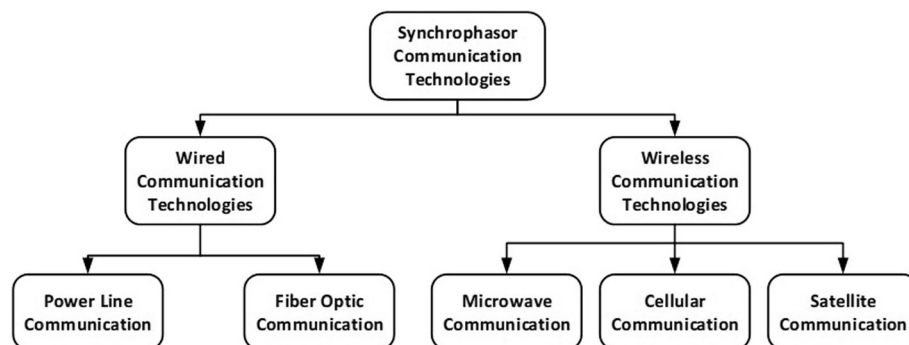 Synchrophasor
Communication
Technologies
Wired
Communication
Technologies
Wireless
Communication
Technologies
Power Line
Communication
Fiber Optic
Communication
Microwave
Communication
Cellular
Communication
Satellite
Communication